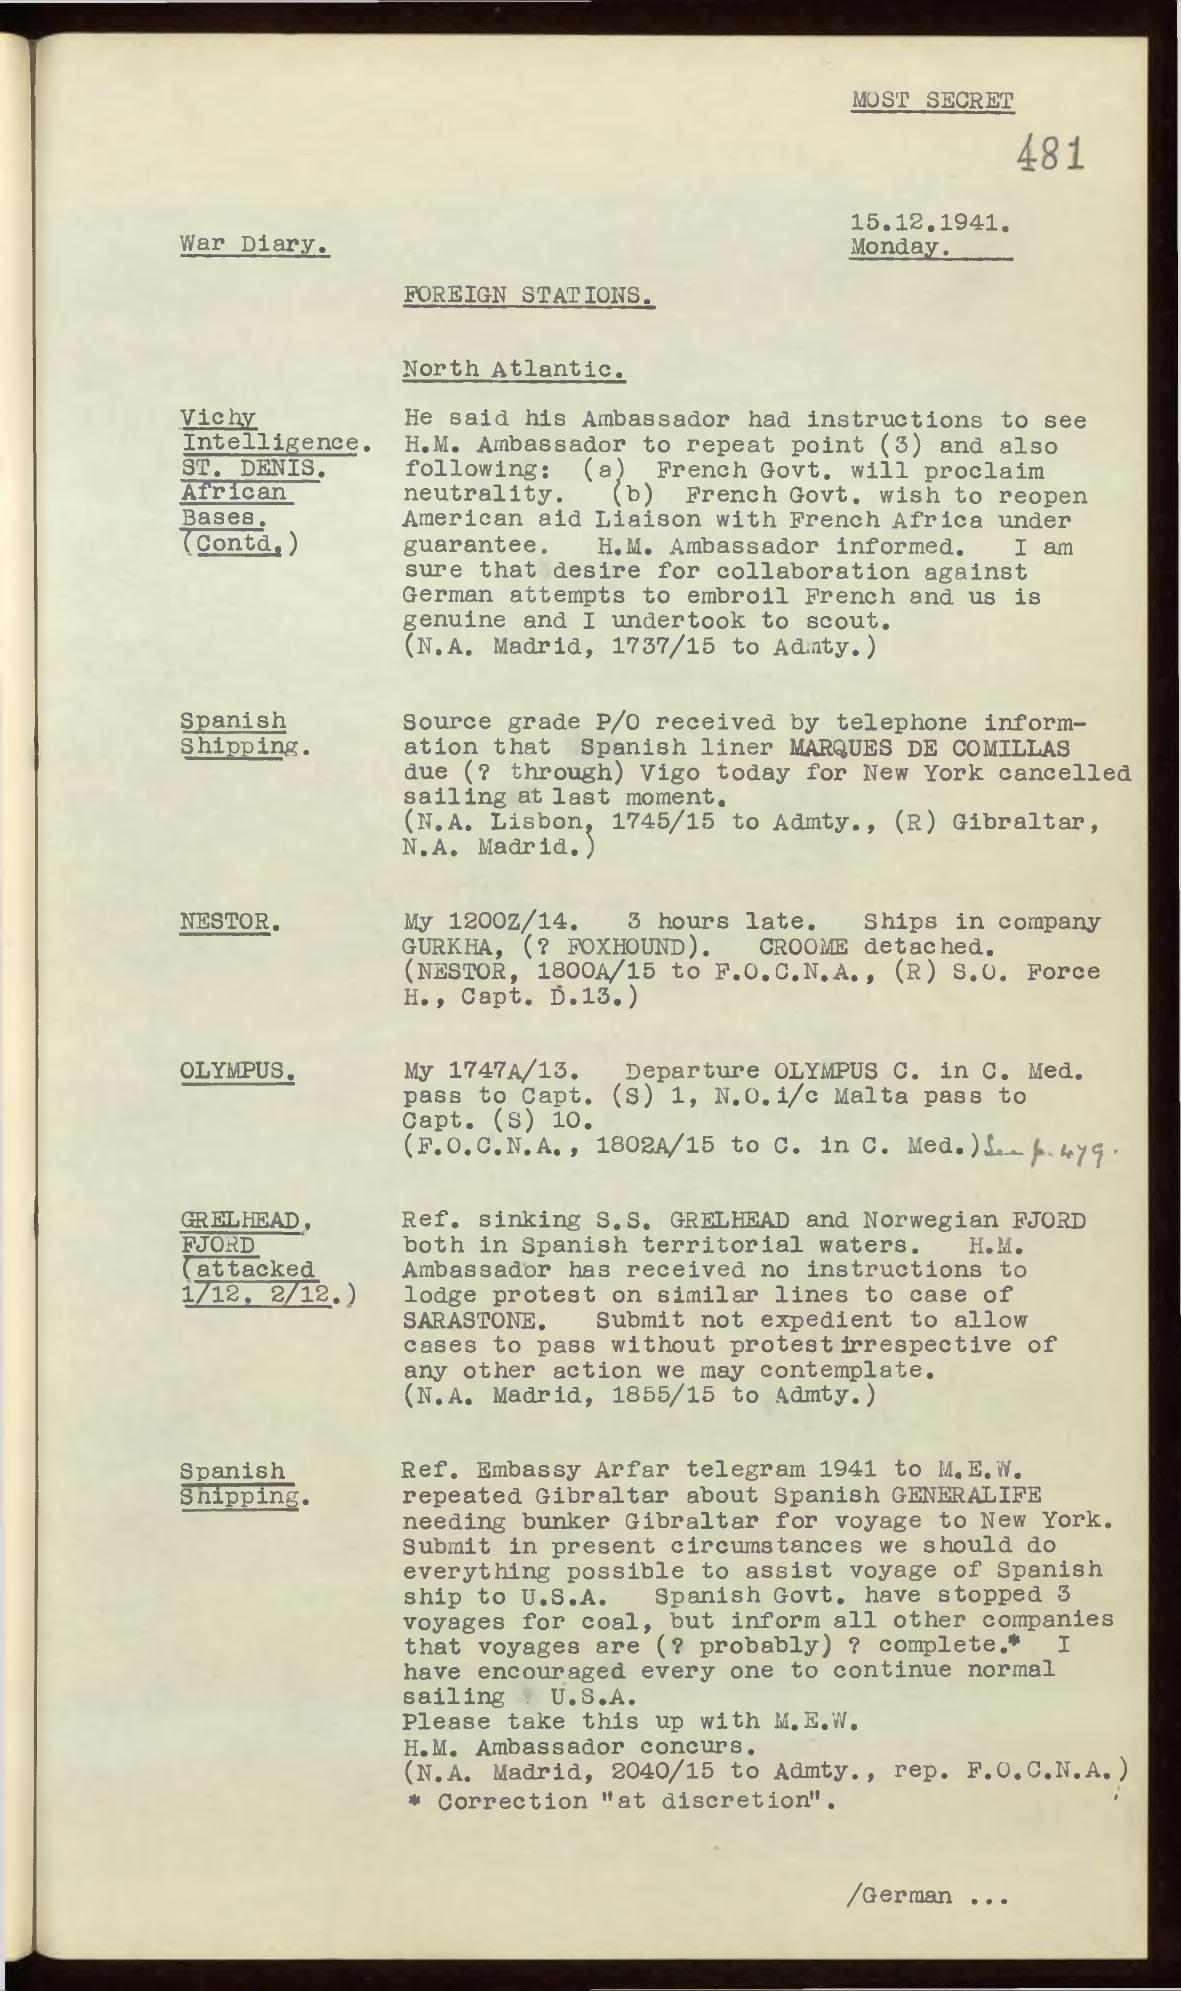 MOST SECRET
481
15.12.1941.
War Diary.
Monday.
FOREIGN STATIONS.
North Atlantic.
Vichy
Intelligence.
ST. DENIS.
African
Bases.
(Contd.)
He said his Ambassador had instructions to see
H.M. Ambassador to repeat point (3) and also
following: (a) French Govt. will proclaim
neutrality. (b) French Govt. wish to reopen
American aid Liaison with French Africa under
guarantee. H.M. Ambassador informed. I am
sure that desire for collaboration against
German attempts to embroil French and us is
genuine and I undertook to scout.
(N.A. Madrid, 1737/15 to Admty.)
Spanish
Shipping.
Source grade P/O received by telephone inform-
ation that Spanish liner MARQUES DE COMILLAS
due (? through) Vigo today for New York cancelled
sailing at last moment.
(N.A. Lisbon, 1745/15 to Admty., (R) Gibraltar,
N.A. Madrid.)
NESTOR.
My 1200Z/14. 3 hours late. Ships in company
GURKHA, (? FOXHOUND). CROOME detached.
(NESTOR, 1800A/15 to F.O.C.N.A., (R) S.O. Force
H., Capt. D.13.)
OLYMPUS.
My 1747A/13. Departure OLYMPUS C. in C. Med.
pass to Capt. (S) 1, N.O.i/c Malta pass to
Capt. (S) 10.
(F.O.C.N.A., 1802A/15 to C. in C. Med.) See p. 479.
GRELHEAD,
FJORD
(attacked
1/12, 2/12.)
Ref. sinking S.S. GRELHEAD and Norwegian FJORD
both in Spanish territorial waters. H.M.
Ambassador has received no instructions to
lodge protest on similar lines to case of
SARASTONE. Submit not expedient to allow
cases to pass without protest irrespective of
any other action we may contemplate.
(N.A. Madrid, 1855/15 to Admty.)
Spanish
Shipping.
Ref. Embassy Arfar telegram 1941 to M.E.W.
repeated Gibraltar about Spanish GENERALIFE
needing bunker Gibraltar for voyage to New York.
Submit in present circumstances we should do
everything possible to assist voyage of Spanish
ship to U.S.A. Spanish Govt. have stopped 3
voyages for coal, but inform all other companies
that voyages are (? probably) ? complete.* I
have encouraged every one to continue normal
sailing U.S.A.
Please take this up with M.E.W.
H.M. Ambassador concurs.
(N.A. Madrid, 2040/15 to Admty., rep. F.O.C.N.A.)
* Correction "at discretion".
/German ...